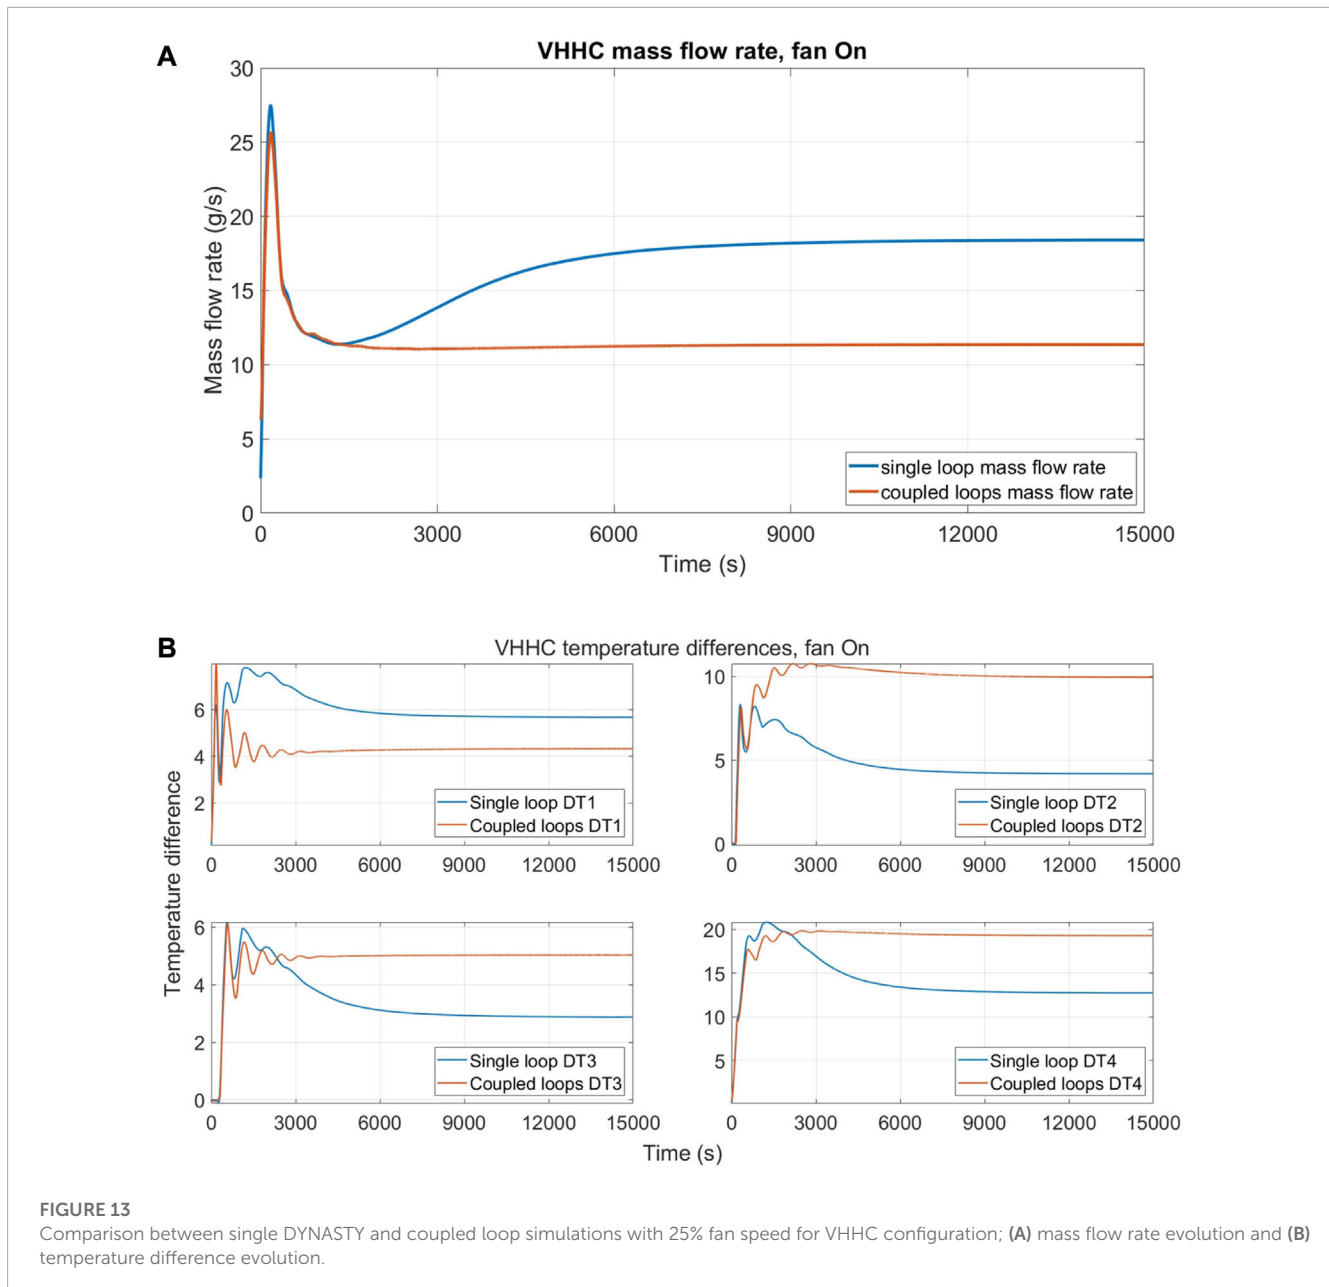 A
VHHC mass flow rate, fan On
30
25
20
15
10
5
0
Mass flow rate (g/s)
single loop mass flow rate
coupled loops mass flow rate
0 3000 6000 9000 12000 15000
Time (s)
B
VHHC temperature differences, fan On
Temperature difference
6
4
2
Single loop DT1
Coupled loops DT1
0 3000 6000 9000 12000 15000
10
5
0
Single loop DT2
Coupled loops DT2
0 3000 6000 9000 12000 15000
6
4
2
0
Single loop DT3
Coupled loops DT3
0 3000 6000 9000 12000 15000
20
15
10
5
Single loop DT4
Coupled loops DT4
0 3000 6000 9000 12000 15000
Time (s)
FIGURE 13
Comparison between single DYNASTY and coupled loop simulations with 25% fan speed for VHHC configuration; (A) mass flow rate evolution and (B)
temperature difference evolution.